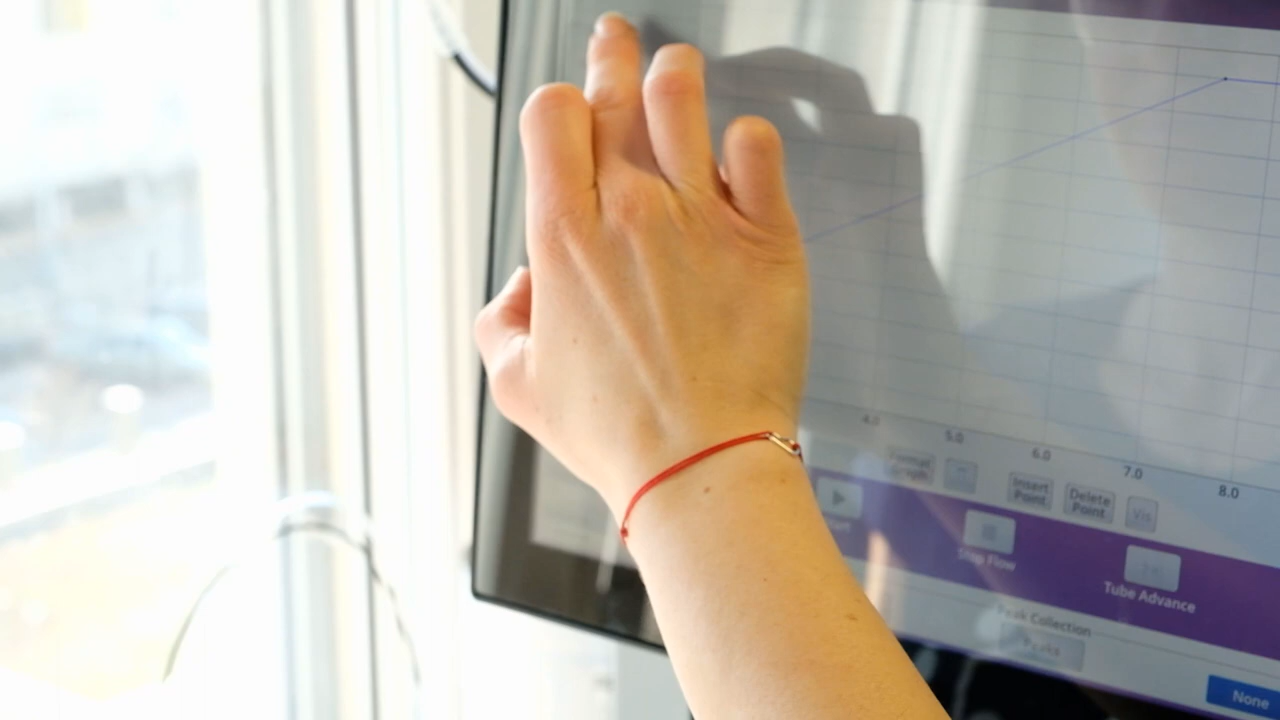 4.0
5.0
6.0
7.0
8.0
Format
Graph
Insert
Point
Delete
Point
Vis
Stop Flow
Tube Advance
Peak Collection
Peaks
None